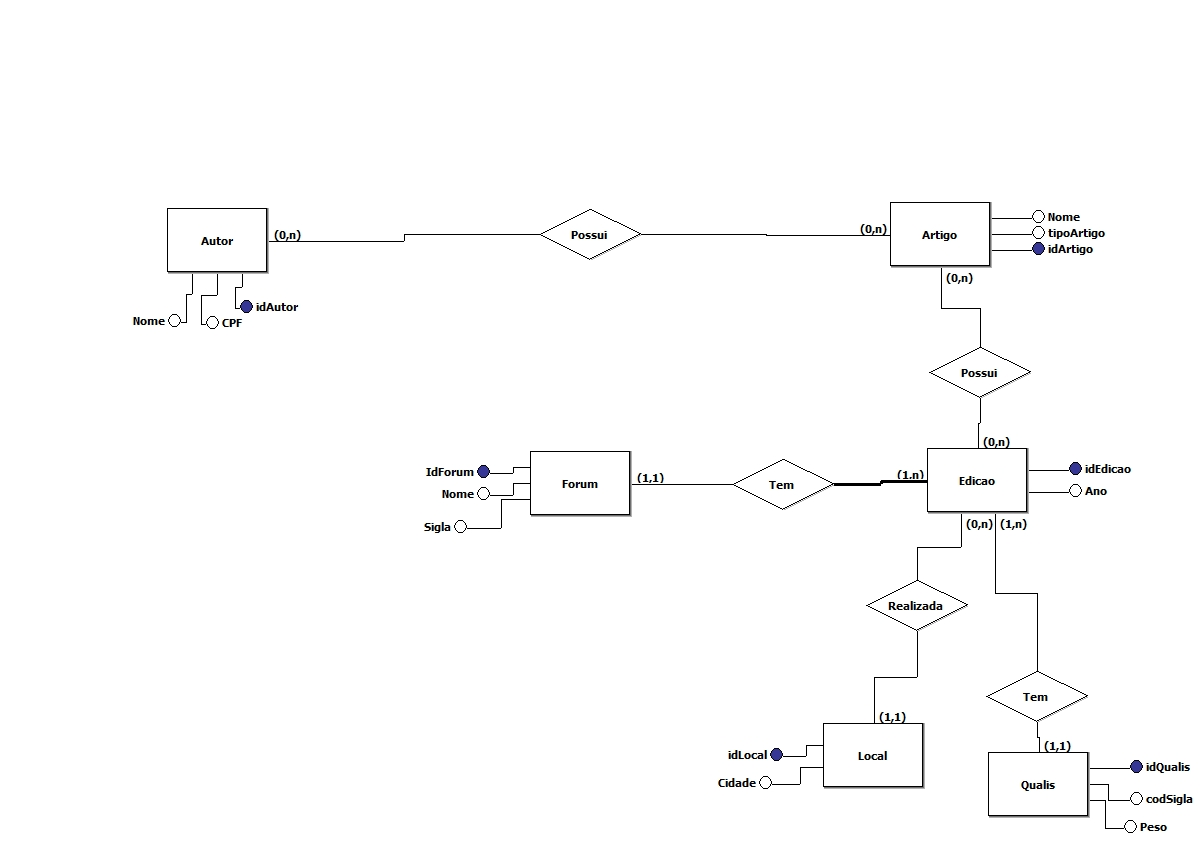 Autor
(0,n)
Possui
(0,n)
Artigo
Nome
tipoArtigo
idArtigo
(0,n)
idAutor
Nome
CPF
Possui
(0,n)
IdForum
Nome
Sigla
Forum
(1,1)
Tem
(1,n)
Edicao
idEdicao
Ano
(0,n)
(1,n)
Realizada
Tem
(1,1)
idLocal
Cidade
Local
(1,1)
Qualis
idQualis
codSigla
Peso